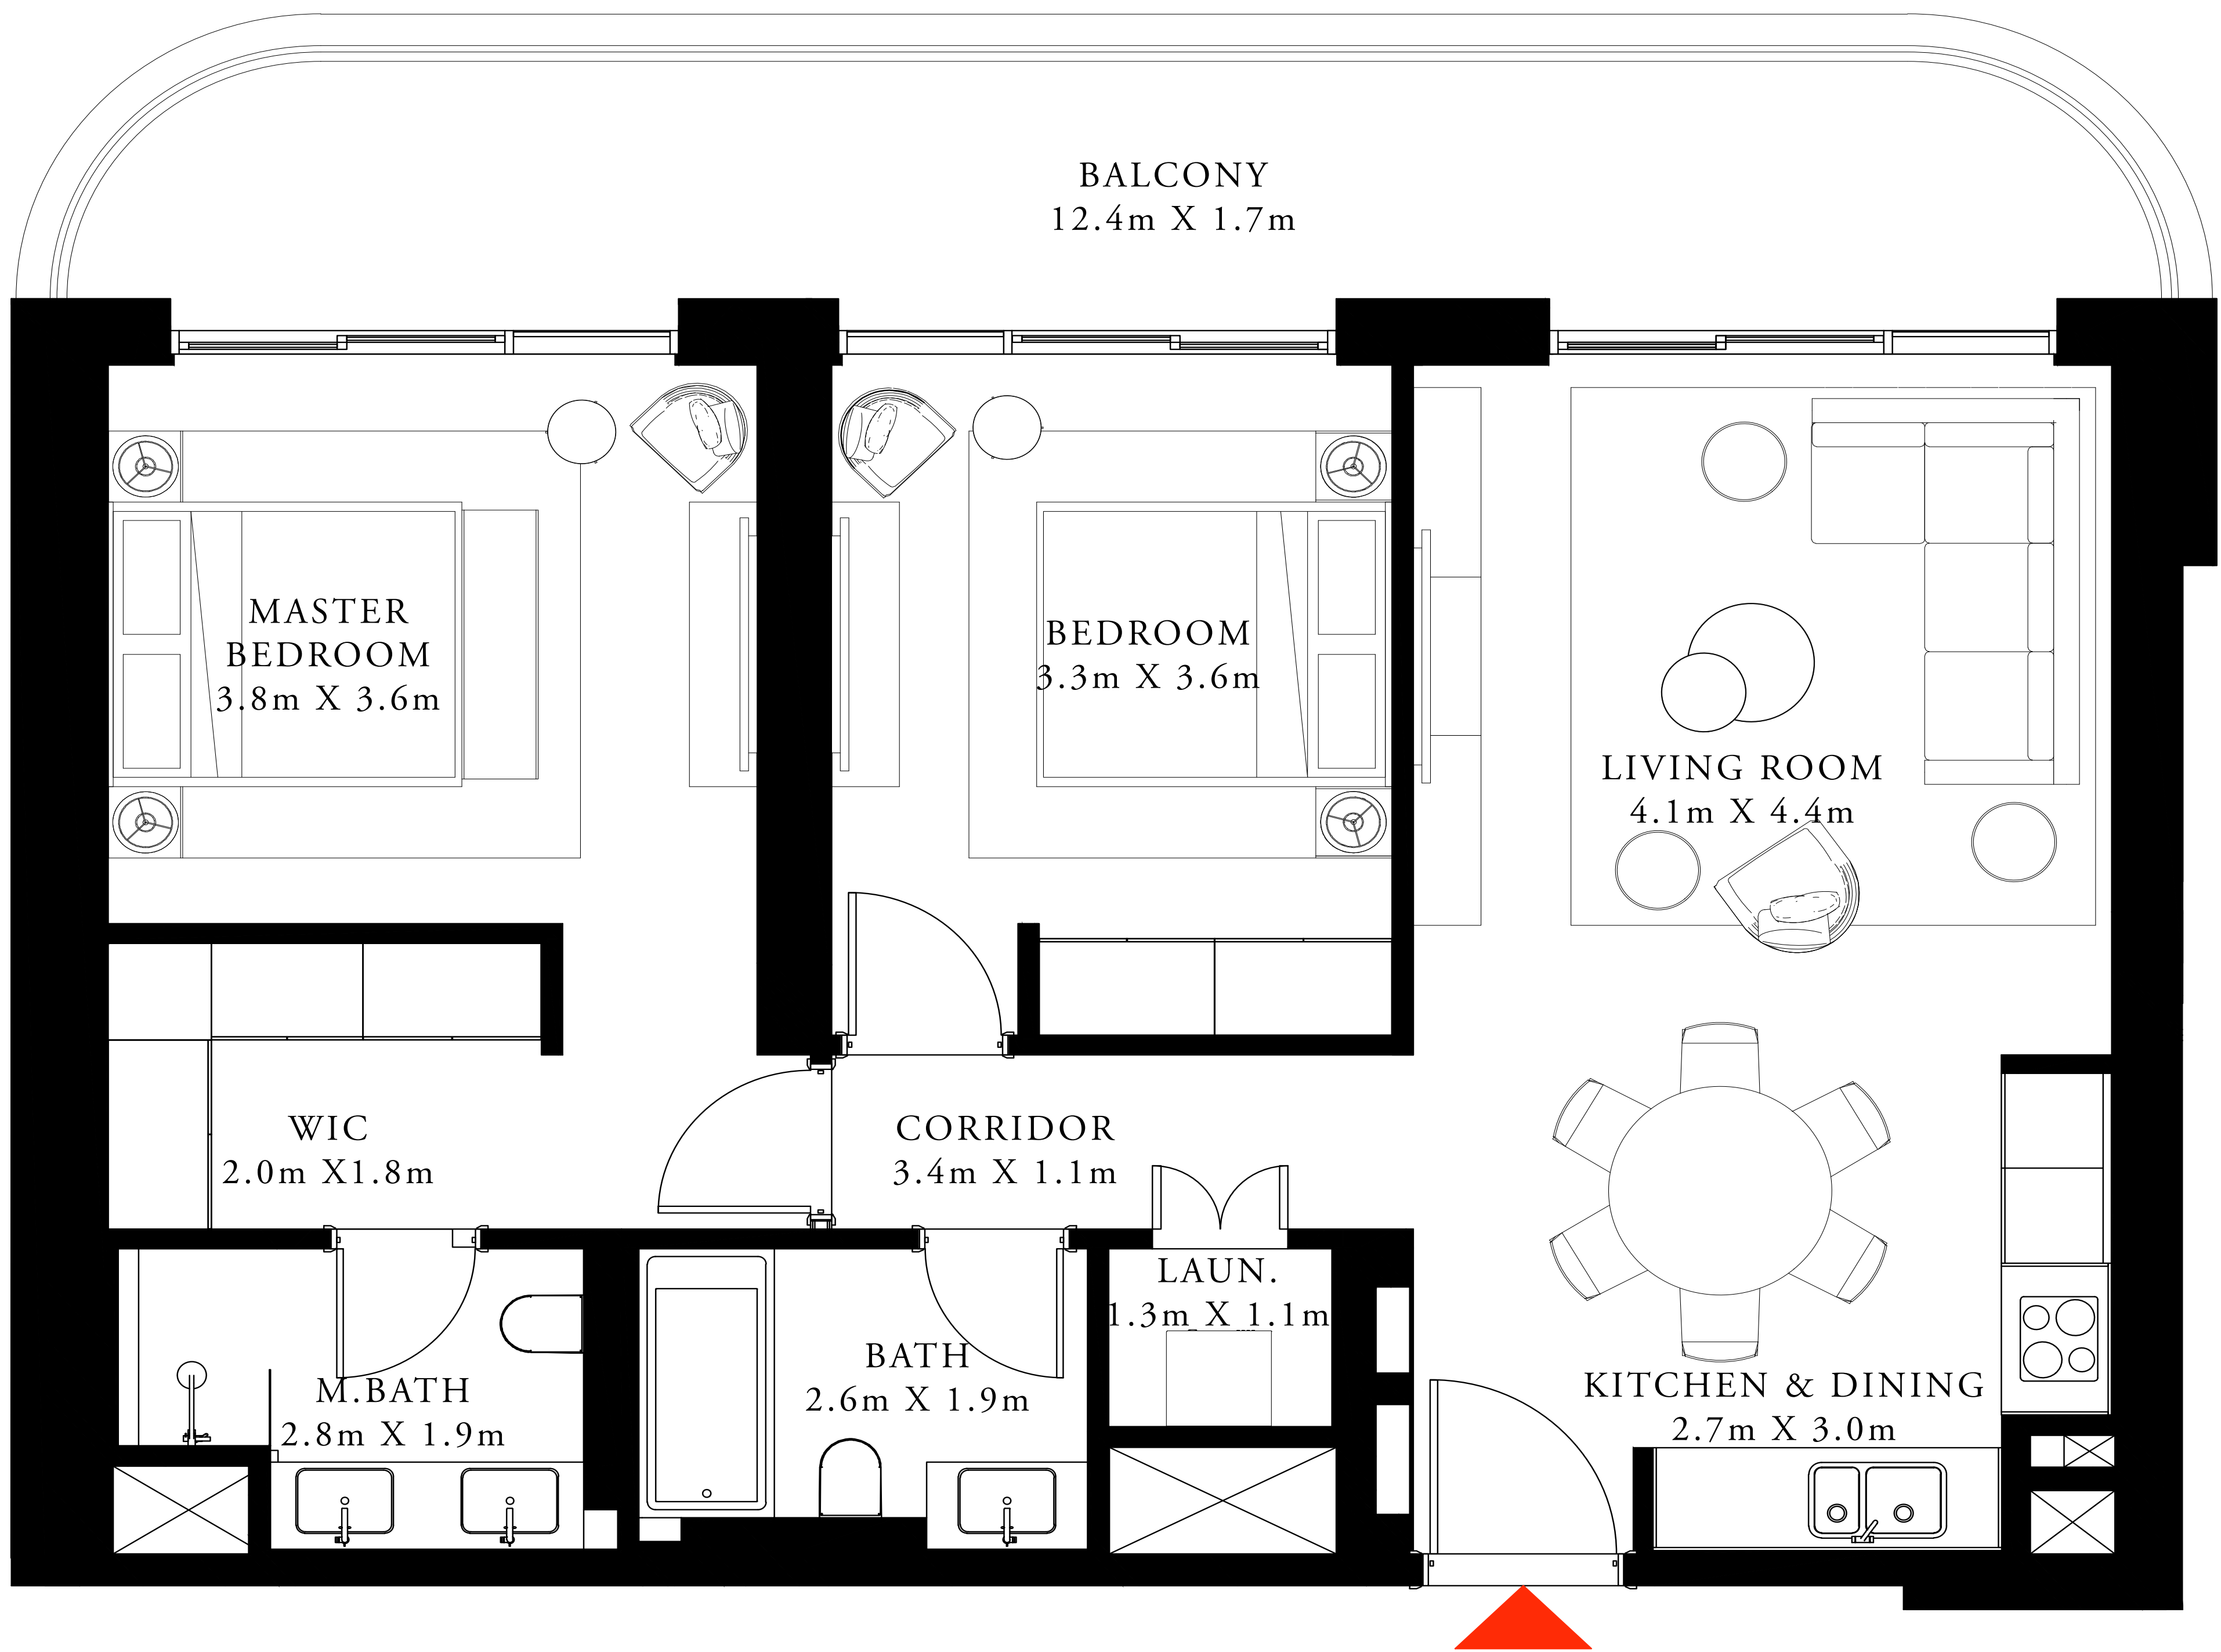 BALCONY
12.4m X 1.7m
MASTER
BEDROOM
3.8m X 3.6m
BEDROOM
3.3m X 3.6m
LIVING ROOM
4.1m X 4.4m
WIC
2.0m X1.8m
CORRIDOR
3.4m X 1.1m
LAUN.
1.3m X 1.1m
BATH
2.6m X 1.9m
M.BATH
2.8m X 1.9m
KITCHEN & DINING
2.7m X 3.0m